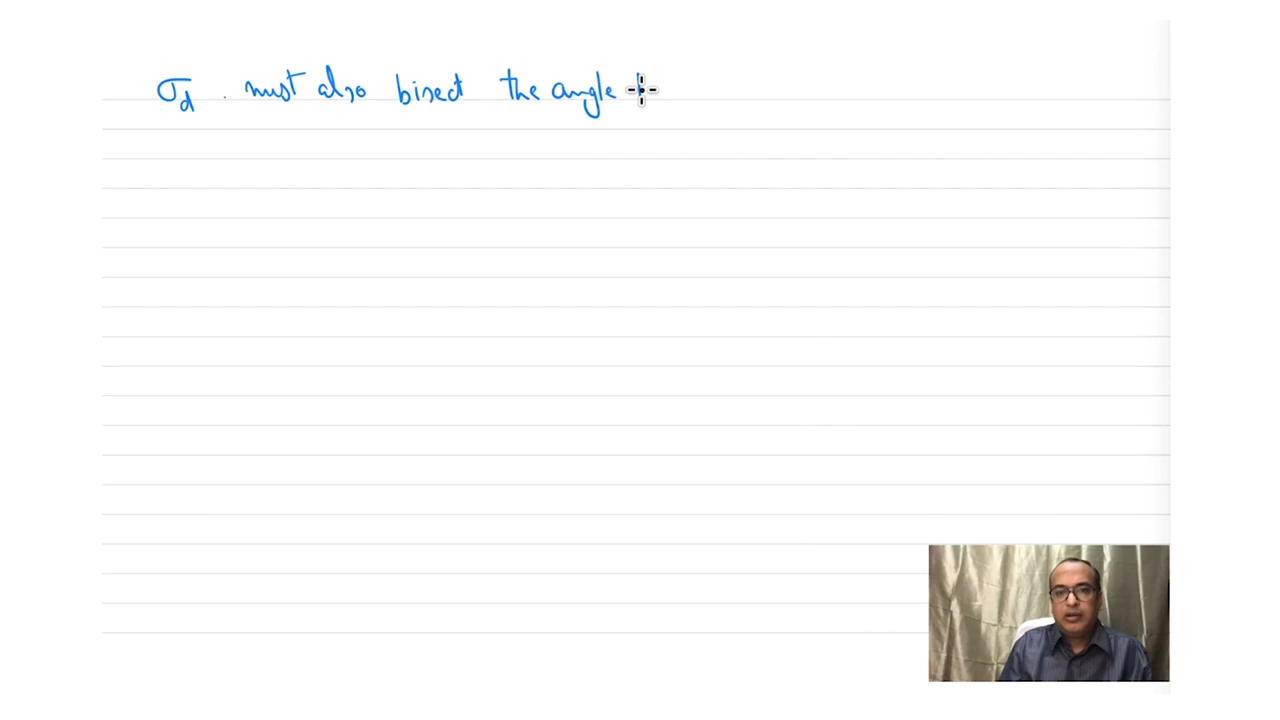 σd must also bisect the angle